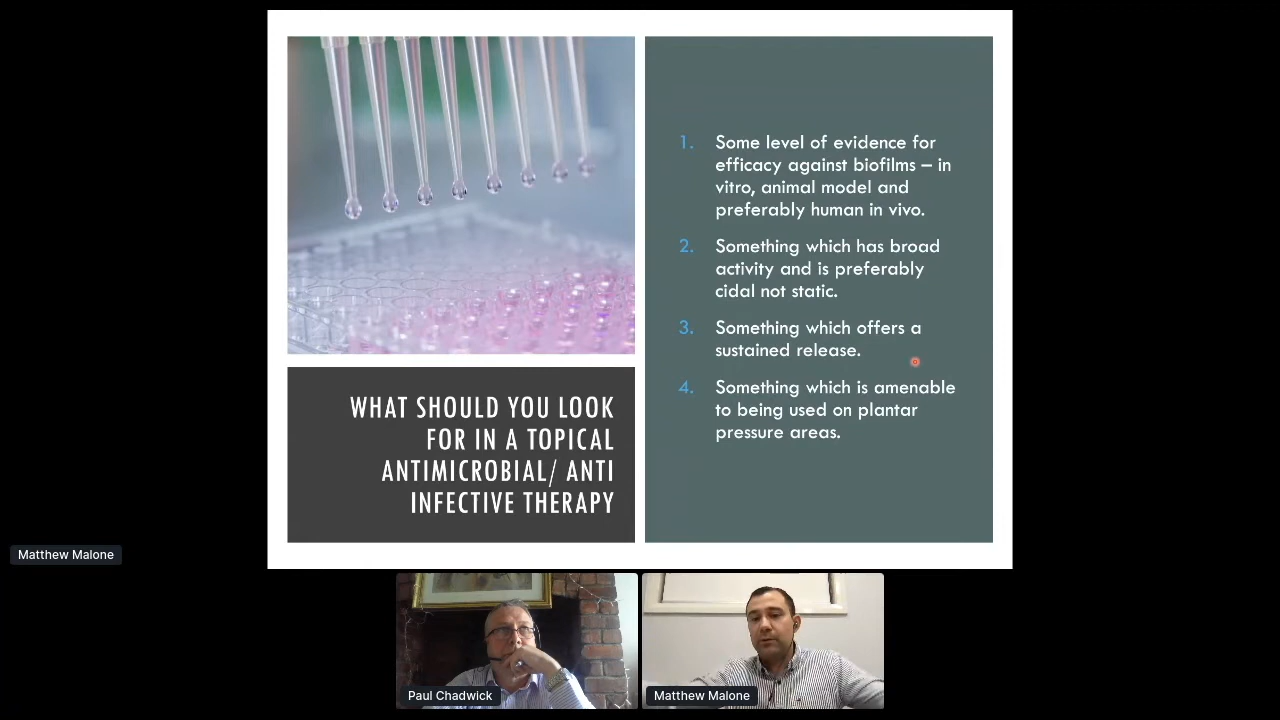 WHAT SHOULD YOU LOOK
FOR IN A TOPICAL
ANTIMICROBIAL/ ANTI
INFECTIVE THERAPY
1. Some level of evidence for
efficacy against biofilms – in
vitro, animal model and
preferably human in vivo.
2. Something which has broad
activity and is preferably
cidal not static.
3. Something which offers a
sustained release.
4. Something which is amenable
to being used on plantar
pressure areas.
Matthew Malone
Paul Chadwick
Matthew Malone